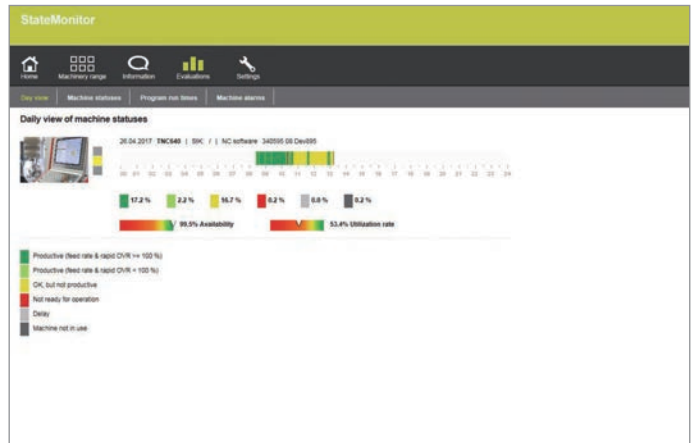 StateMonitor
Home Machinery range Information Evaluations Settings
Day view Machine statuses Program run times Machine alarms
Daily view of machine statuses
26.04.2017 TNC640 | BIK: / | NC software 340595 08 Dev895
00 01 02 03 04 05 06 07 08 09 10 11 12 13 14 15 16 17 18 19 20 21 22 23 24
17.2 % 2.2 % 16.7 % 0.2 % 0.0 % 0.2 %
99.5% Availability 53.4% Utilization rate
Productive (feed rate & rapid OVR >= 100 %)
Productive (feed rate & rapid OVR < 100 %)
OK, but not productive
Not ready for operation
Delay
Machine not in use